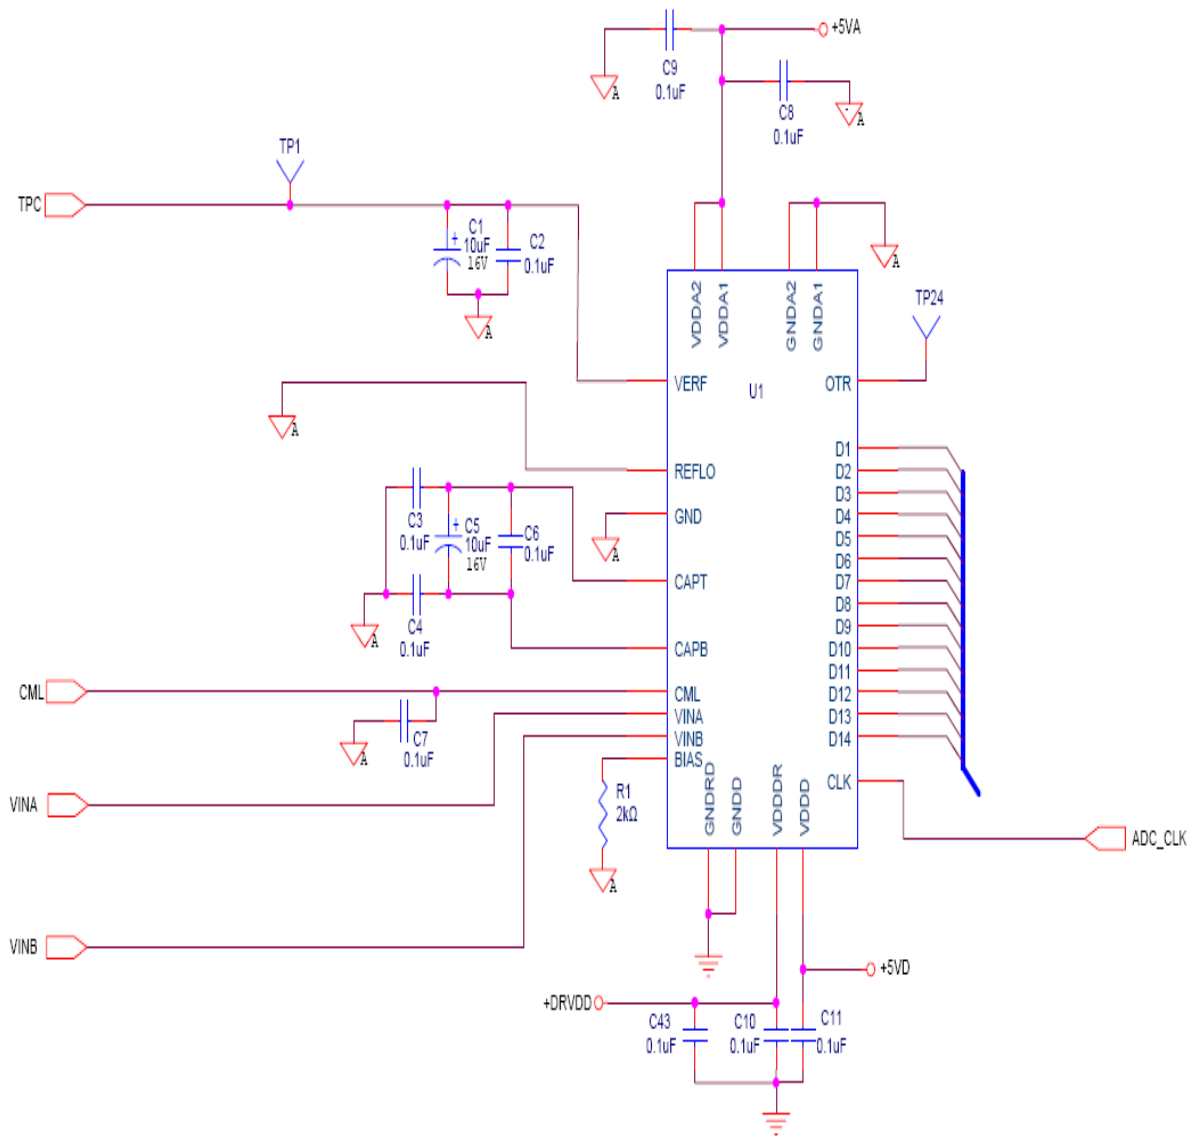 +5VA
C9
0.1uF
A
C8
0.1uF
A
TP1
TPC
C1
+
10uF
16V
C2
0.1uF
A
A
VDDA2
VDDA1
GNDA2
GNDA1
TP24
VERF
U1
OTR
A
REFLO
GND
A
CAPT
CAPB
CML
VINA
VINB
BIAS
D1
D2
D3
D4
D5
D6
D7
D8
D9
D10
D11
D12
D13
D14
CLK
C3
0.1uF
+
C5
10uF
16V
C6
0.1uF
C4
0.1uF
A
CML
C7
0.1uF
A
VINA
R1
2kΩ
A
GNDRD
GNDD
VDDDR
VDDD
ADC_CLK
VINB
+5VD
+DRVDD
C43
0.1uF
C10
0.1uF
C11
0.1uF